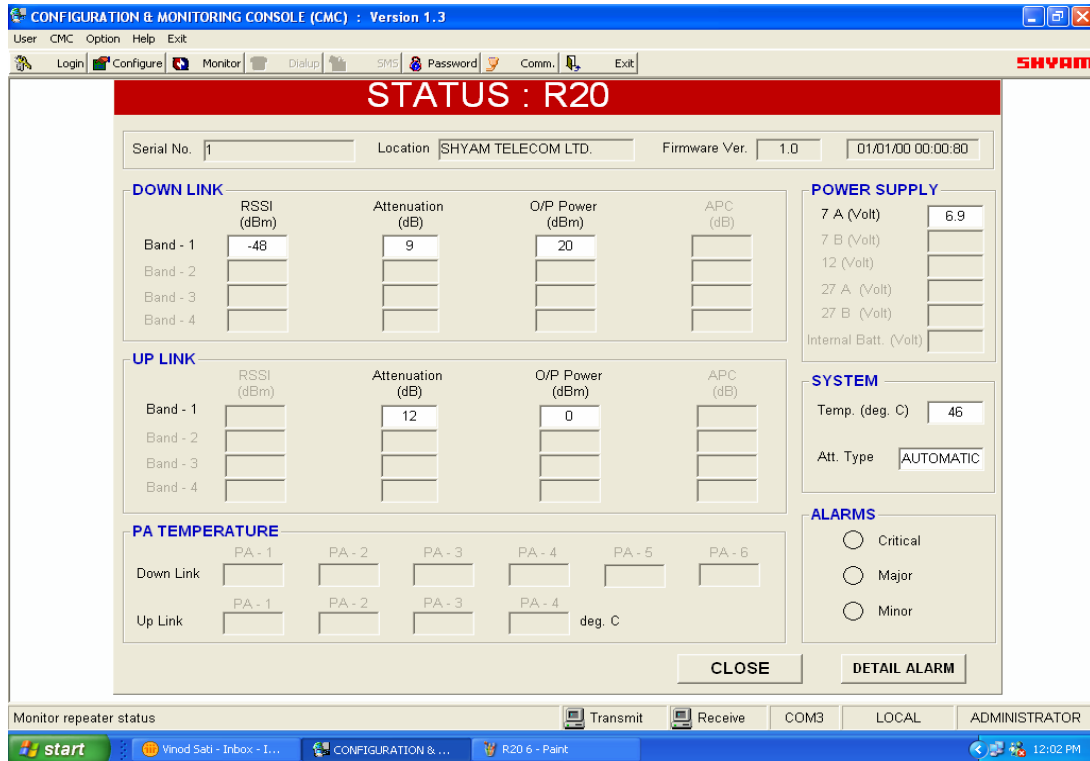 CONFIGURATION & MONITORING CONSOLE (CMC) : Version 1.3
User CMC Option Help Exit
Login Configure Monitor Dialup SMS Password Comm. Exit SHYAM
STATUS : R20
Serial No. 1 Location SHYAM TELECOM LTD. Firmware Ver. 1.0 01/01/00 00:00:80
DOWN LINK
RSSI (dBm) Attenuation (dB) O/P Power (dBm) APC (dB)
Band - 1 -48 9 20
Band - 2
Band - 3
Band - 4
UP LINK
RSSI (dBm) Attenuation (dB) O/P Power (dBm) APC (dB)
Band - 1 12 0
Band - 2
Band - 3
Band - 4
PA TEMPERATURE
PA - 1 PA - 2 PA - 3 PA - 4 PA - 5 PA - 6
Down Link
PA - 1 PA - 2 PA - 3 PA - 4
Up Link deg. C
POWER SUPPLY
7 A (Volt) 6.9
7 B (Volt)
12 (Volt)
27 A (Volt)
27 B (Volt)
Internal Batt. (Volt)
SYSTEM
Temp. (deg. C) 46
Att. Type AUTOMATIC
ALARMS
Critical
Major
Minor
CLOSE DETAIL ALARM
Monitor repeater status Transmit Receive COM3 LOCAL ADMINISTRATOR
start Vinod Sati - Inbox - I... CONFIGURATION & ... R20 6 - Paint 12:02 PM